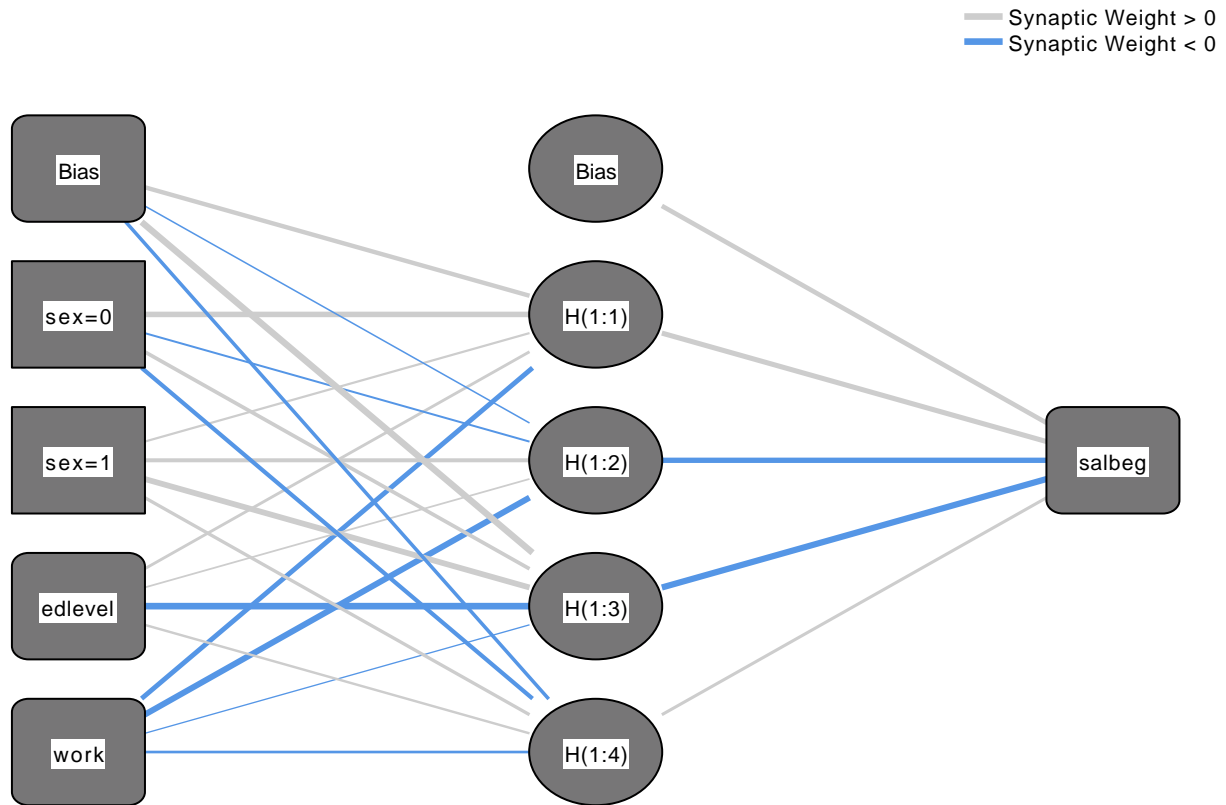 Synaptic Weight > 0
Synaptic Weight < 0
Bias
Bias
sex=0
H(1:1)
sex=1
H(1:2)
salbeg
edlevel
H(1:3)
work
H(1:4)